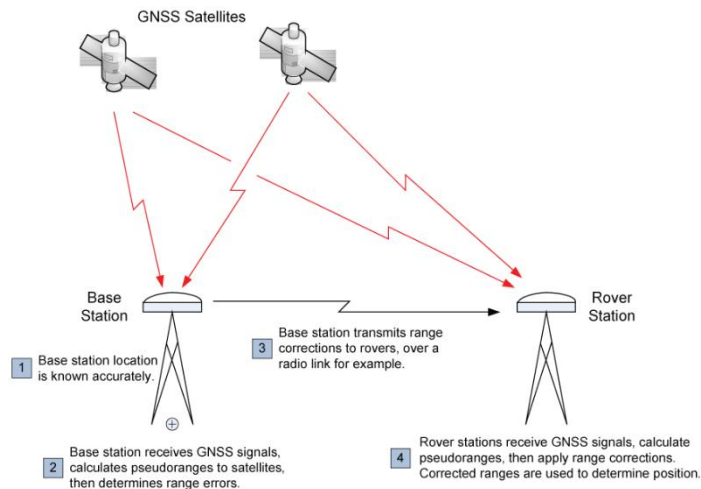 GNSS Satellites
Base
Station
Rover
Station
1
Base station location
is known accurately.
2
Base station receives GNSS signals,
calculates pseudoranges to satellites,
then determines range errors.
3
Base station transmits range
corrections to rovers, over a
radio link for example.
4
Rover stations receive GNSS signals, calculate
pseudoranges, then apply range corrections.
Corrected ranges are used to determine position.